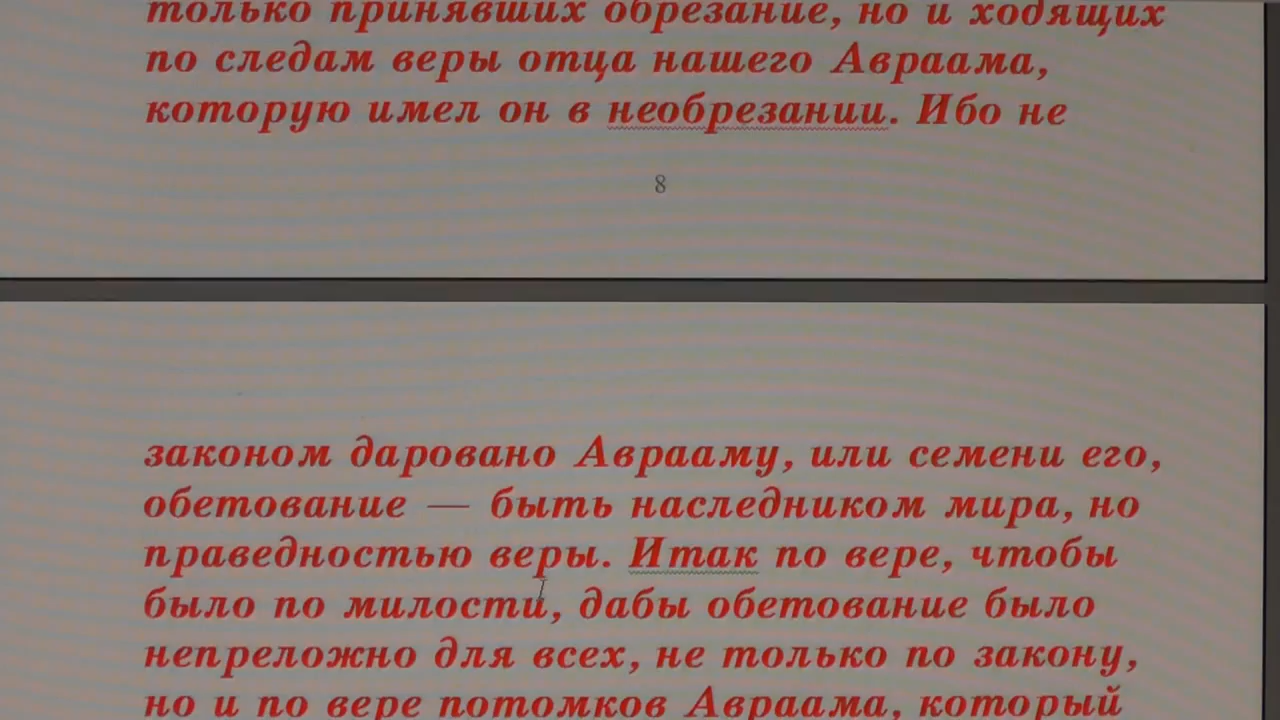 только принявших обрезание, но и ходящих
по следам веры отца нашего Авраама,
которую имел он в необрезании. Ибо не
8
законом даровано Аврааму, или семени его,
обетование — быть наследником мира, но
праведностью веры. Итак по вере, чтобы
было по милости, дабы обетование было
непреложно для всех, не только по закону,
но и по вере потомков Авраама, который